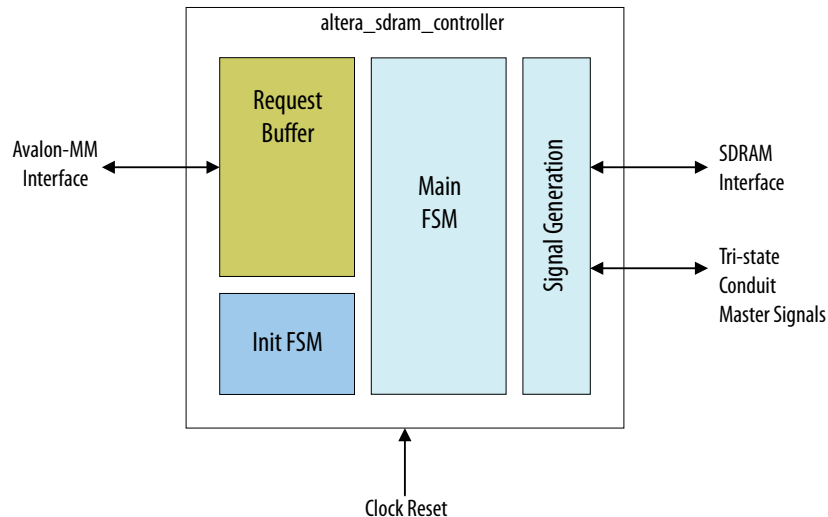 altera_sdram_controller
Request
Buffer
Avalon-MM
Interface
Init FSM
Main
FSM
Signal Generation
SDRAM
Interface
Tri-state
Conduit
Master Signals
Clock Reset